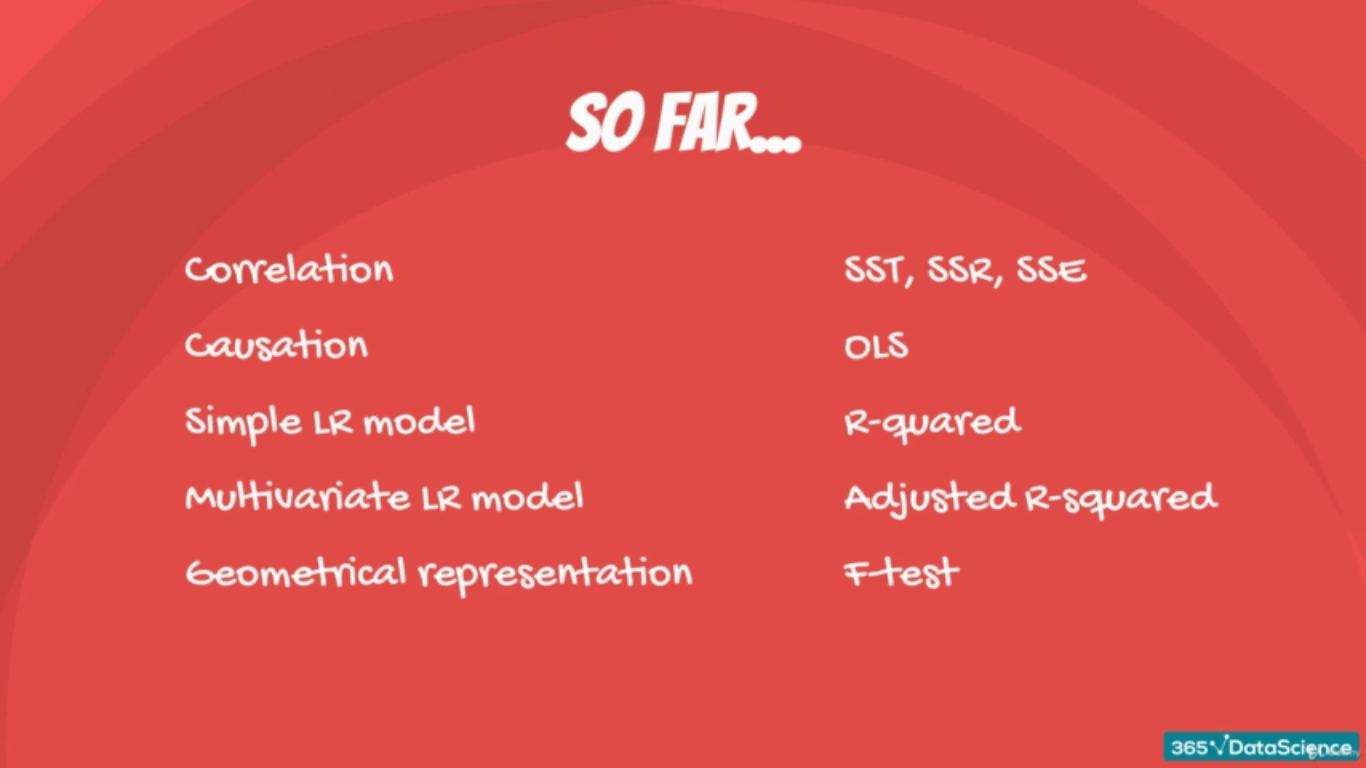 SO FAR...
Correlation
Causation
Simple LR model
Multivariate LR model
Geometrical representation
SST, SSR, SSE
OLS
R-quared
Adjusted R-squared
F-test
365 DataScience